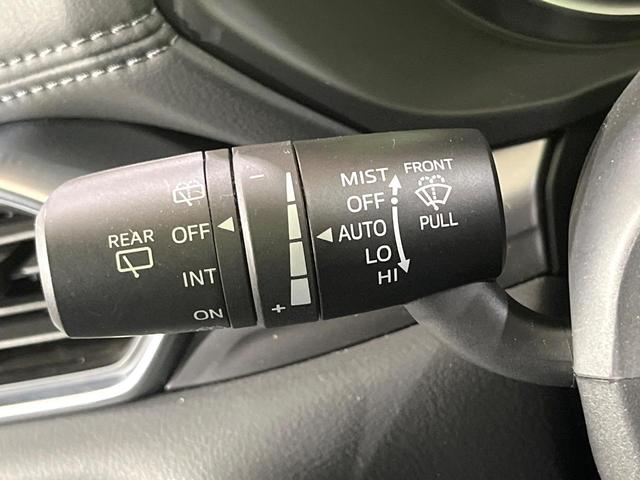 REAR
OFF
INT
ON
−
+
MIST
OFF
AUTO
LO
HI
FRONT
PULL